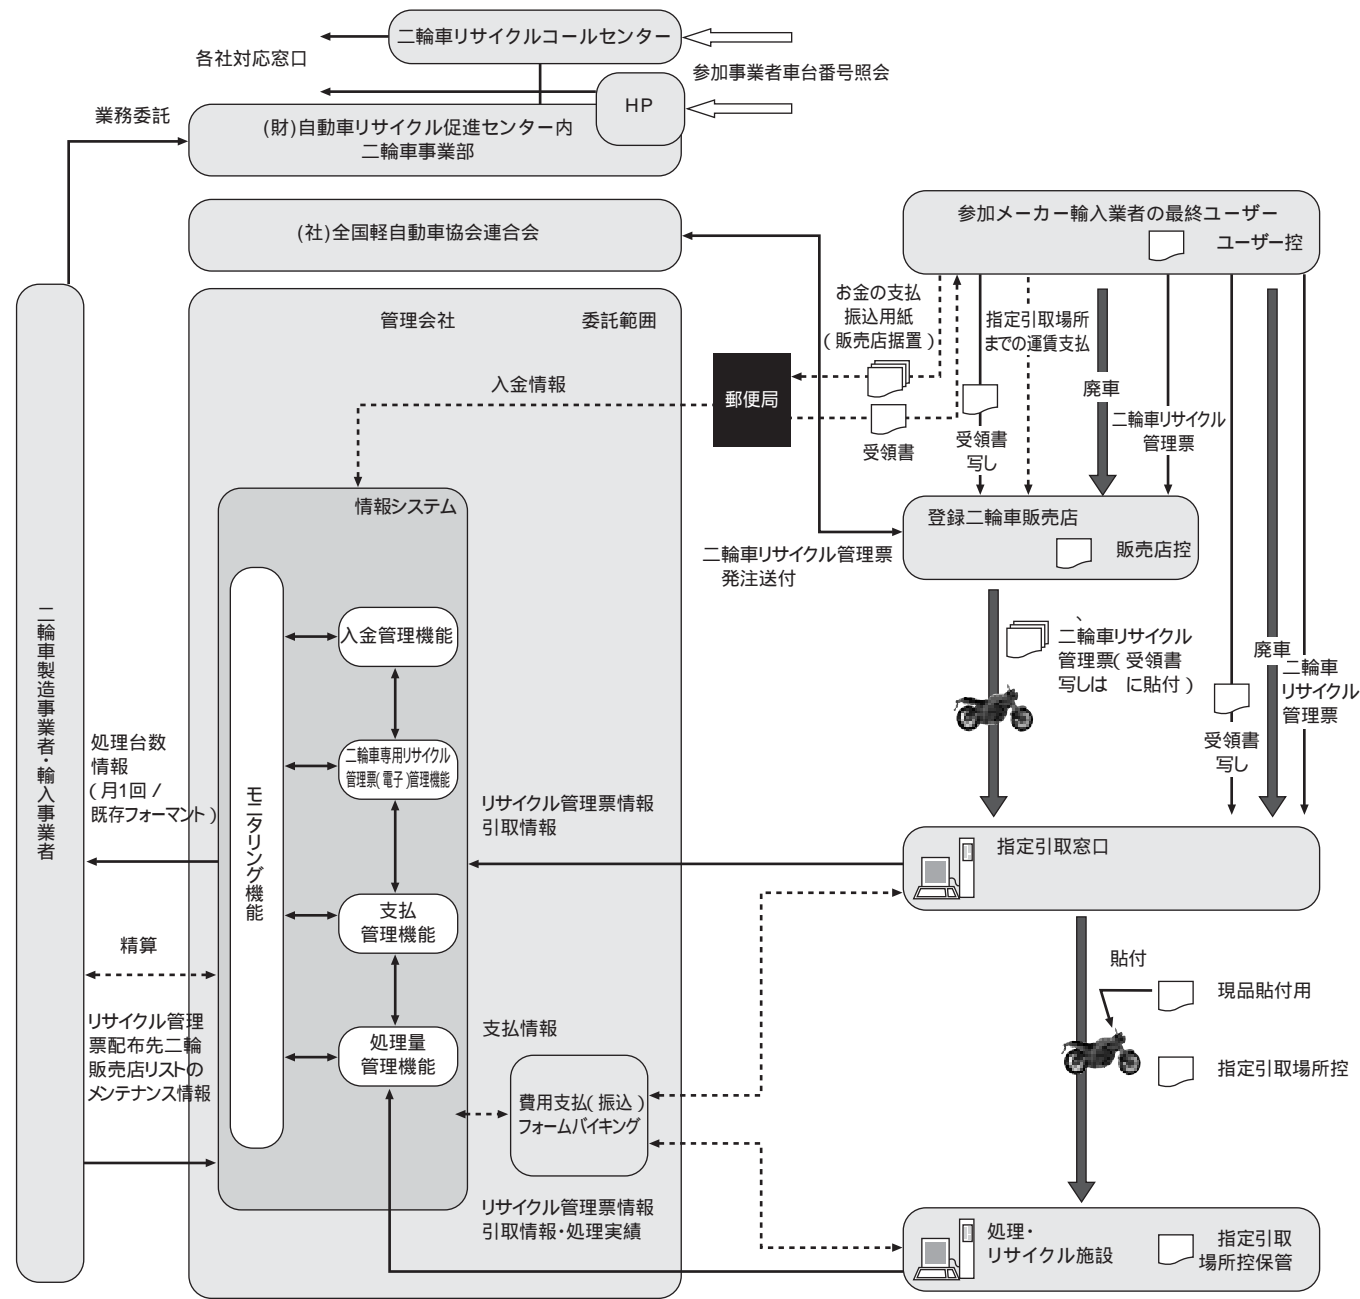 二輪車リサイクルコールセンター
各社対応窓口
参加事業者車台番号照会
HP
業務委託
(財)自動車リサイクル促進センター内
二輪車事業部
(社)全国軽自動車協会連合会
参加メーカー輸入業者の最終ユーザー
ユーザー控
管理会社
委託範囲
お金の支払
振込用紙
(販売店据置)
指定引取場所
までの運賃支払
入金情報
郵便局
受領書
受領書
写し
廃車
二輪車リサイクル
管理票
情報システム
登録二輪車販売店
販売店控
二輪車リサイクル管理票
発注送付
二輪車製造事業者・輸入事業者
モニタリング機能
入金管理機能
二輪車専用リサイクル
管理票(電子)管理機能
支払
管理機能
処理量
管理機能
、
二輪車リサイクル
管理票(受領書
写しは に貼付)
廃車
二輪車
リサイクル
管理票
受領書
写し
処理台数
情報
(月1回/
既存フォーマント)
リサイクル管理票情報
引取情報
指定引取窓口
精算
貼付
現品貼付用
指定引取場所控
リサイクル管理
票配布先二輪
販売店リストの
メンテナンス情報
支払情報
費用支払(振込)
フォームバイキング
リサイクル管理票情報
引取情報・処理実績
処理・
リサイクル施設
指定引取
場所控保管